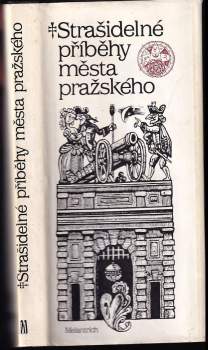 ‡Strašidelné
příběhy
města
pražského
Melantrich
‡Strašidelné příběhy města pražského
M